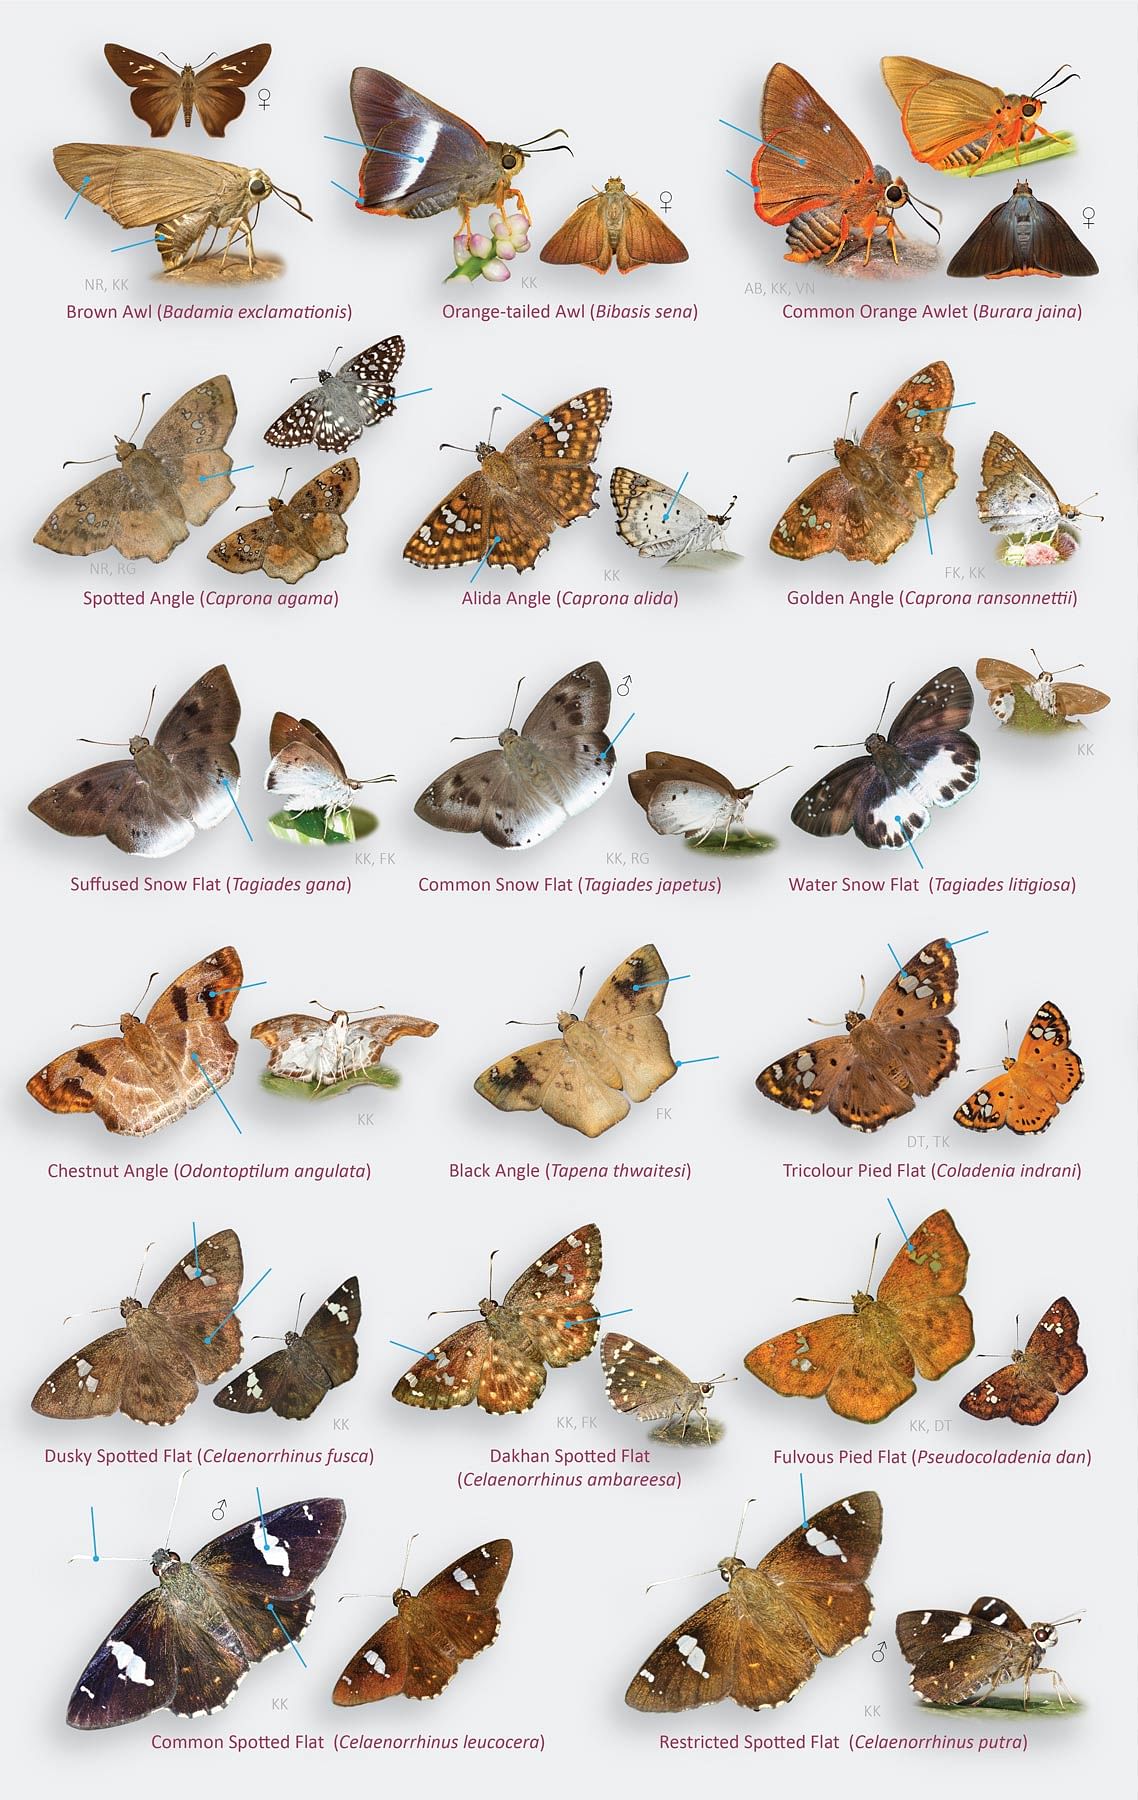 ♀
♀
♀
NR, KK
KK
AB, KK, VN
Brown Awl (Badamia exclamationis)
Orange-tailed Awl (Bibasis sena)
Common Orange Awlet (Burara jaina)
NR, RG
KK
FK, KK
Spotted Angle (Caprona agama)
Alida Angle (Caprona alida)
Golden Angle (Caprona ransonnettii)
♂
KK
KK, FK
KK, RG
Suffused Snow Flat (Tagiades gana)
Common Snow Flat (Tagiades japetus)
Water Snow Flat (Tagiades litigiosa)
KK
FK
DT, TK
Chestnut Angle (Odontoptilum angulata)
Black Angle (Tapena thwaitesi)
Tricolour Pied Flat (Coladenia indrani)
KK
KK, FK
KK, DT
Dusky Spotted Flat (Celaenorrhinus fusca)
Dakhan Spotted Flat
(Celaenorrhinus ambareesa)
Fulvous Pied Flat (Pseudocoladenia dan)
♂
♂
KK
KK
Common Spotted Flat (Celaenorrhinus leucocera)
Restricted Spotted Flat (Celaenorrhinus putra)